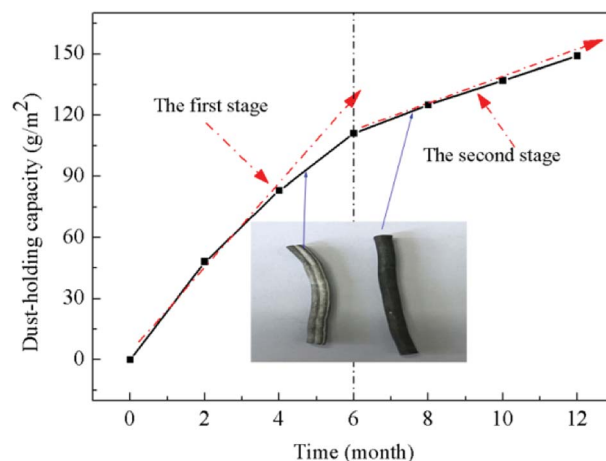 150
120
90
60
30
0
Dust-holding capacity (g/m²)
The first stage
The second stage
0 2 4 6 8 10 12
Time (month)